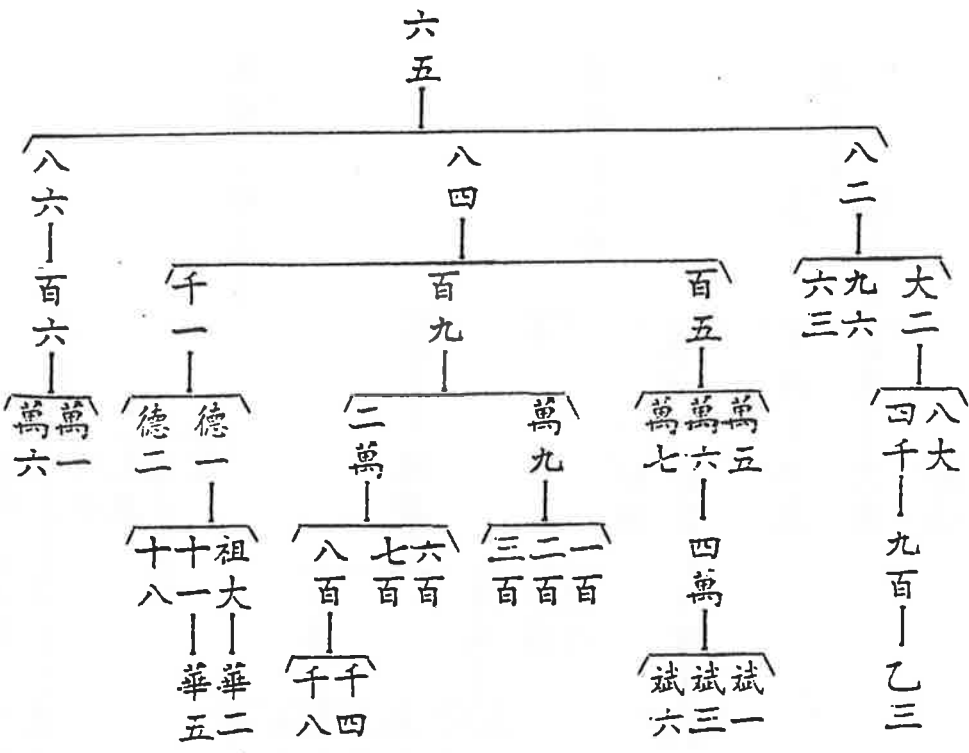 六五
八二
八四
八六
大二
九六
六三
百五
百九
千一
百六
八大
四千
萬五
萬六
萬七
萬九
二萬
德一
德二
萬一
萬六
九百
四萬
一百
二百
三百
六百
七百
八百
祖大
十一
十八
乙三
斌一
斌三
斌六
千四
千八
華二
華五